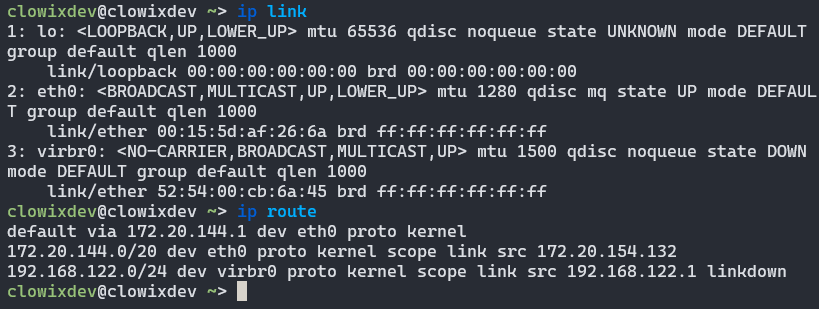 clowixdev@clowixdev ~> ip link
1: lo: <LOOPBACK,UP,LOWER_UP> mtu 65536 qdisc noqueue state UNKNOWN mode DEFAULT
group default qlen 1000
    link/loopback 00:00:00:00:00:00 brd 00:00:00:00:00:00
2: eth0: <BROADCAST,MULTICAST,UP,LOWER_UP> mtu 1280 qdisc mq state UP mode DEFAUL
T group default qlen 1000
    link/ether 00:15:5d:af:26:6a brd ff:ff:ff:ff:ff:ff
3: virbr0: <NO-CARRIER,BROADCAST,MULTICAST,UP> mtu 1500 qdisc noqueue state DOWN
mode DEFAULT group default qlen 1000
    link/ether 52:54:00:cb:6a:45 brd ff:ff:ff:ff:ff:ff
clowixdev@clowixdev ~> ip route
default via 172.20.144.1 dev eth0 proto kernel
172.20.144.0/20 dev eth0 proto kernel scope link src 172.20.154.132
192.168.122.0/24 dev virbr0 proto kernel scope link src 192.168.122.1 linkdown
clowixdev@clowixdev ~>